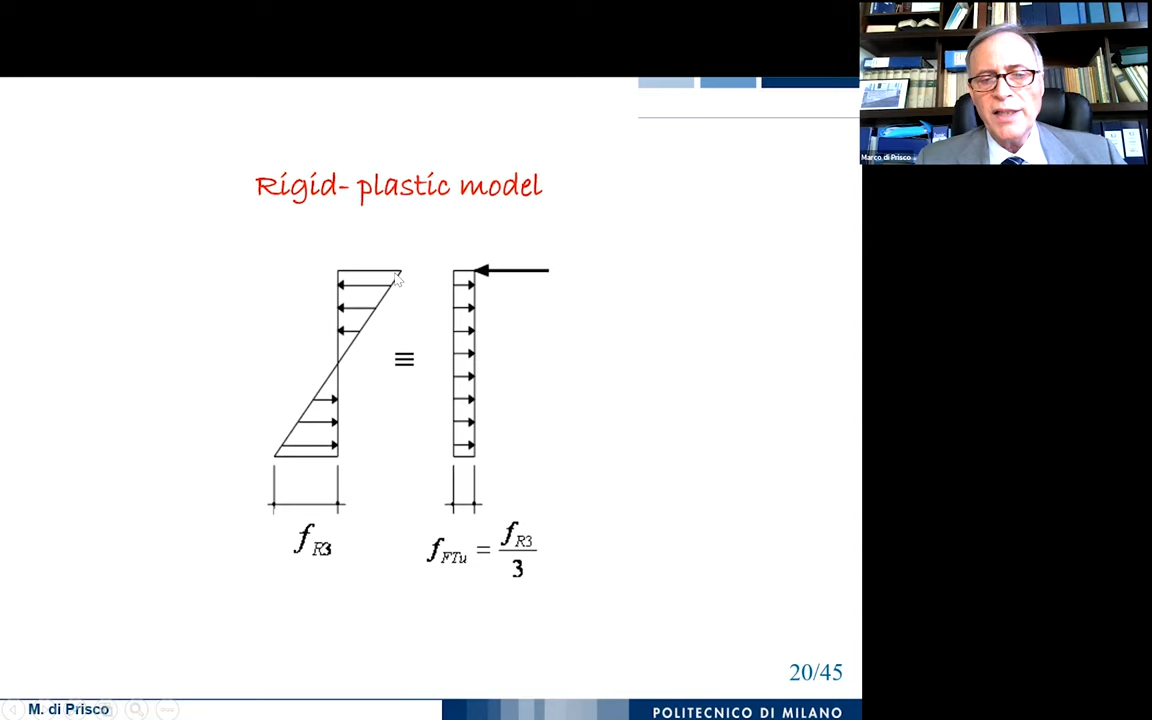 Marco di Prisco
Rigid- plastic model
≡
f_R3
f_FTu = f_R3/3
20/45
M. di Prisco
POLITECNICO DI MILANO